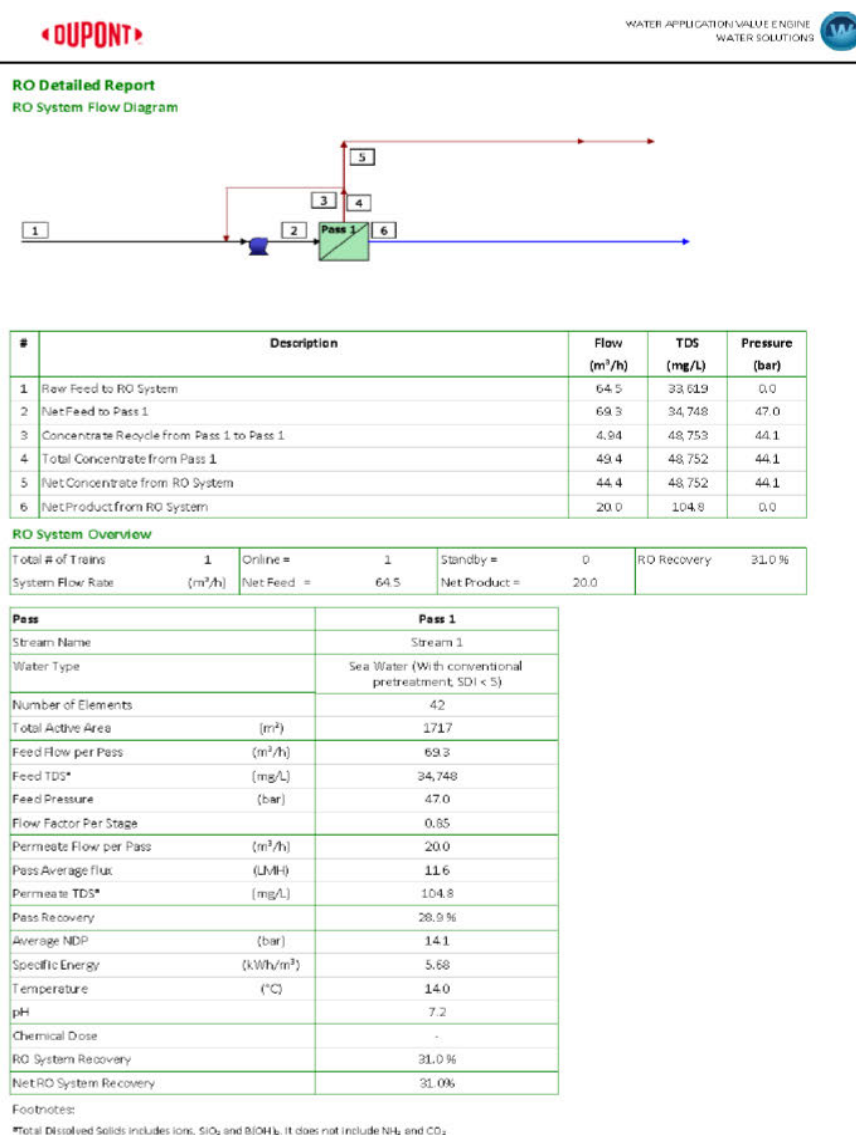 DUPONT
WATER APPLICATION VALUE ENGINE
WATER SOLUTIONS
W
RO Detailed Report
RO System Flow Diagram
5
3 4
1 2 Pass 1 6
# Description Flow TDS Pressure
(m³/h) (mg/L) (bar)
1 Raw Feed to RO System 64.5 33,619 0.0
2 Net Feed to Pass 1 69.3 34,748 47.0
3 Concentrate Recycle from Pass 1 to Pass 1 4.94 48,753 44.1
4 Total Concentrate from Pass 1 49.4 48,752 44.1
5 Net Concentrate from RO System 44.4 48,752 44.1
6 Net Product from RO System 20.0 104.8 0.0
RO System Overview
Total # of Trains 1 Online = 1 Standby = 0 RO Recovery 31.0 %
System Flow Rate (m³/h) Net Feed = 64.5 Net Product = 20.0
Pass Pass 1
Stream Name Stream 1
Water Type Sea Water (With conventional
pretreatment, SDI < 5)
Number of Elements 42
Total Active Area (m²) 1717
Feed Flow per Pass (m³/h) 69.3
Feed TDSª (mg/L) 34,748
Feed Pressure (bar) 47.0
Flow Factor Per Stage 0.85
Permeate Flow per Pass (m³/h) 20.0
Pass Average flux (LMH) 11.6
Permeate TDSª (mg/L) 104.8
Pass Recovery 28.9 %
Average NDP (bar) 14.1
Specific Energy (kWh/m³) 5.68
Temperature (°C) 14.0
pH 7.2
Chemical Dose -
RO System Recovery 31.0 %
Net RO System Recovery 31.0%
Footnotes:
ªTotal Dissolved Solids includes ions, SiO₂ and B(OH)₃. It does not include NH₃ and CO₂